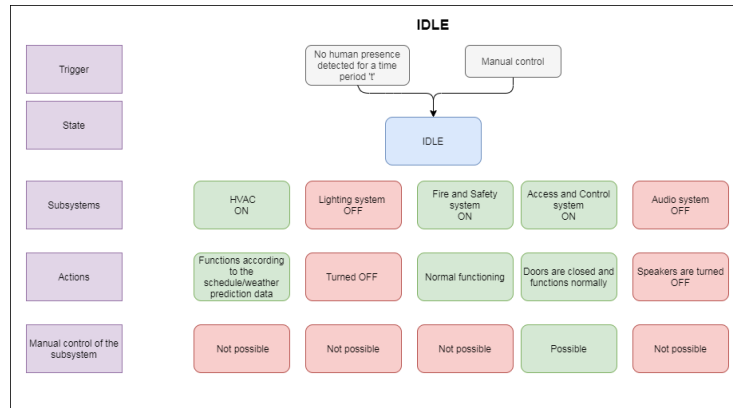 IDLE
Trigger
No human presence
detected for a time
period 't'
Manual control
State
IDLE
Subsystems
HVAC
ON
Lighting system
OFF
Fire and Safety
system
ON
Access and Control
system
ON
Audio system
OFF
Actions
Functions according
to the
schedule/weather
prediction data
Turned OFF
Normal functioning
Doors are closed and
functions normally
Speakers are turned
OFF
Manual control of the
subsystem
Not possible
Not possible
Not possible
Possible
Not possible